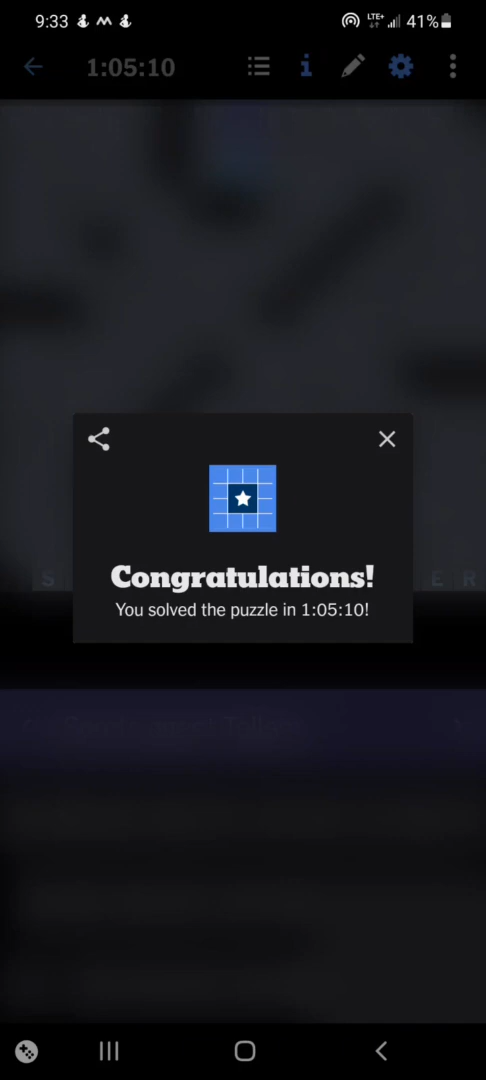 9:33 LTE+ 41%
1:05:10
S E R
Congratulations!
You solved the puzzle in 1:05:10!